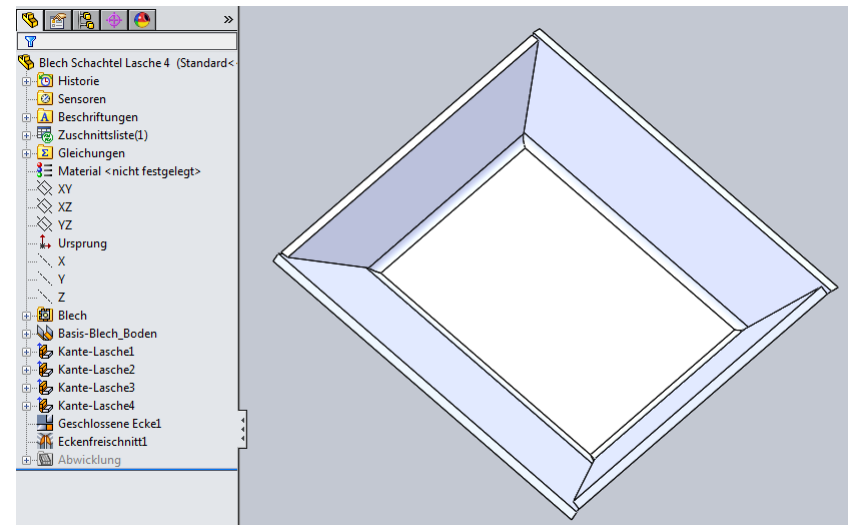 »
Blech Schachtel Lasche 4 (Standard<
Historie
Sensoren
Beschriftungen
Zuschnittsliste(1)
Gleichungen
Material <nicht festgelegt>
XY
XZ
YZ
Ursprung
X
Y
Z
Blech
Basis-Blech_Boden
Kante-Lasche1
Kante-Lasche2
Kante-Lasche3
Kante-Lasche4
Geschlossene Ecke1
Eckenfreischnitt1
Abwicklung